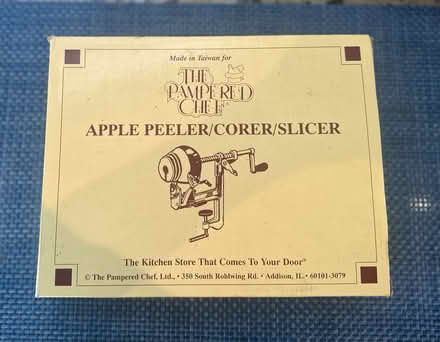 Made in Taiwan for
THE
PAMPERED
CHEF
APPLE PEELER/CORER/SLICER
The Kitchen Store That Comes To Your Door®
© The Pampered Chef, Ltd., • 350 South Rohlwing Rd. • Addison, IL • 60101-3079